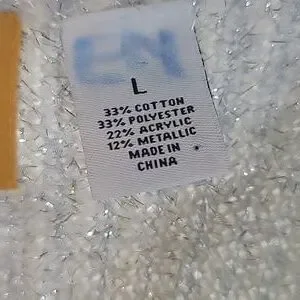 L
33% COTTON
33% POLYESTER
22% ACRYLIC
12% METALLIC
MADE IN
CHINA